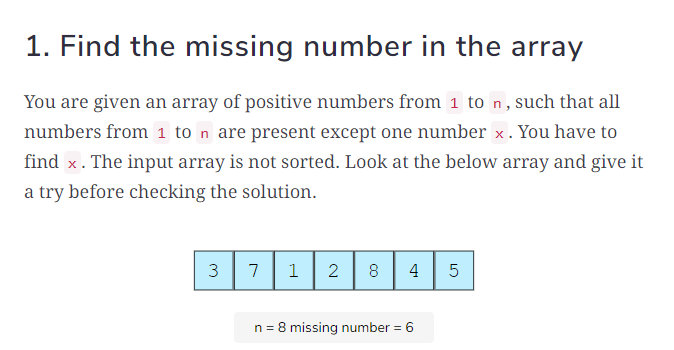 1. Find the missing number in the array
You are given an array of positive numbers from 1 to n, such that all
numbers from 1 to n are present except one number x. You have to
find x. The input array is not sorted. Look at the below array and give it
a try before checking the solution.
3 7 1 2 8 4 5
n = 8 missing number = 6